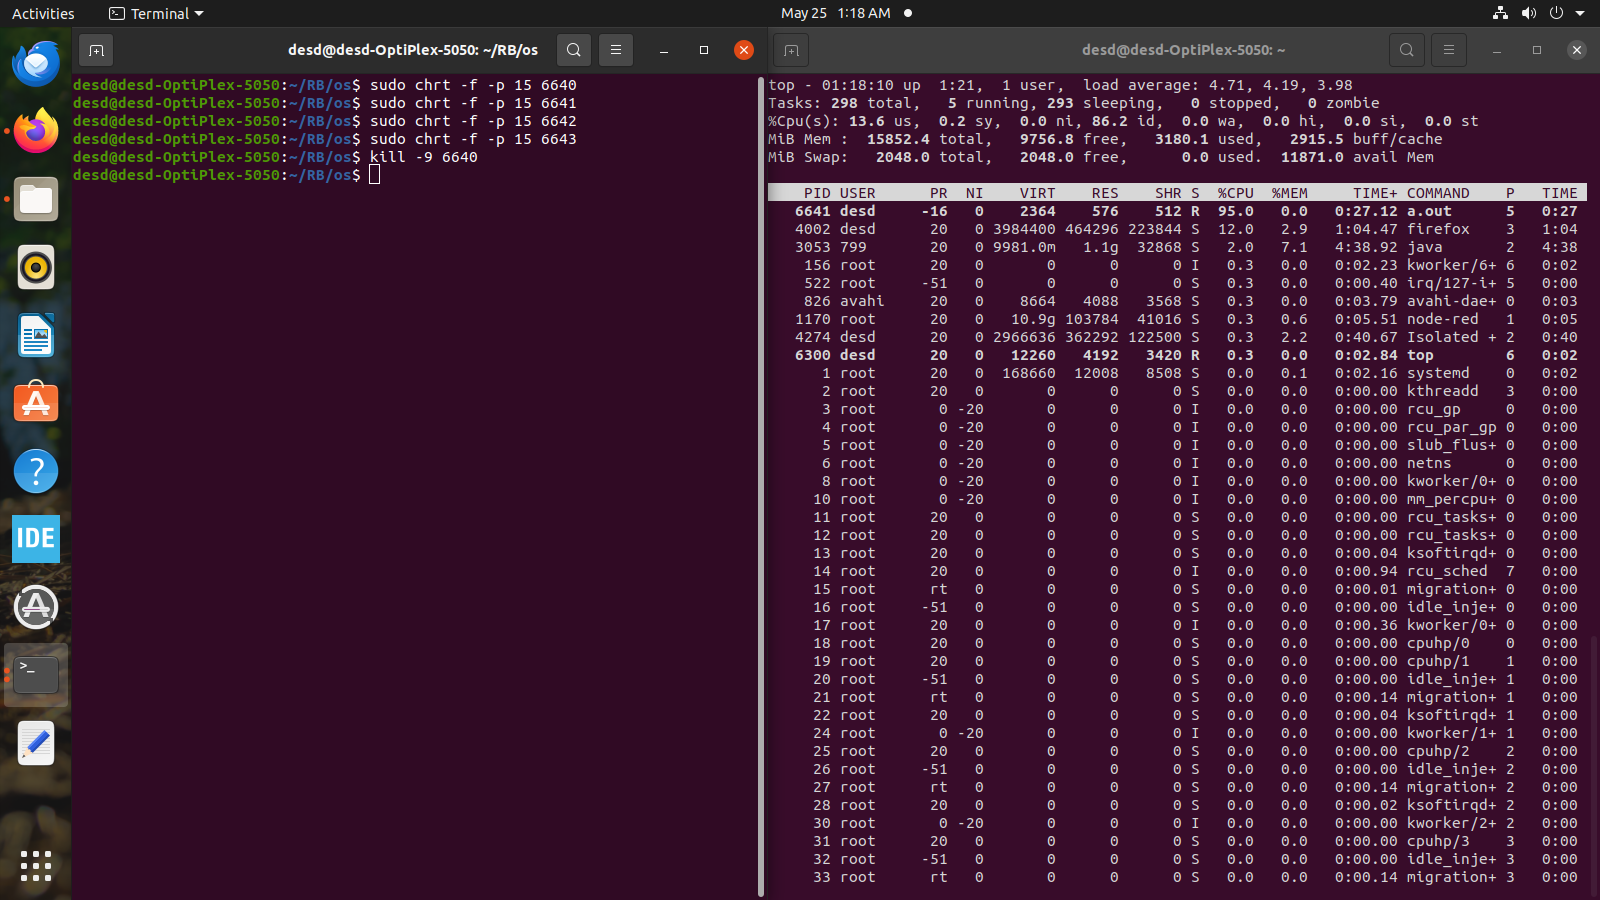 Activities
Terminal
May 25 1:18 AM
desd@desd-OptiPlex-5050: ~/RB/os
desd@desd-OptiPlex-5050:~/RB/os$ sudo chrt -f -p 15 6640
desd@desd-OptiPlex-5050:~/RB/os$ sudo chrt -f -p 15 6641
desd@desd-OptiPlex-5050:~/RB/os$ sudo chrt -f -p 15 6642
desd@desd-OptiPlex-5050:~/RB/os$ sudo chrt -f -p 15 6643
desd@desd-OptiPlex-5050:~/RB/os$ kill -9 6640
desd@desd-OptiPlex-5050:~/RB/os$
IDE
desd@desd-OptiPlex-5050: ~
top - 01:18:10 up 1:21, 1 user, load average: 4.71, 4.19, 3.98
Tasks: 298 total, 5 running, 293 sleeping, 0 stopped, 0 zombie
%Cpu(s): 13.6 us, 0.2 sy, 0.0 ni, 86.2 id, 0.0 wa, 0.0 hi, 0.0 si, 0.0 st
MiB Mem : 15852.4 total, 9756.8 free, 3180.1 used, 2915.5 buff/cache
MiB Swap: 2048.0 total, 2048.0 free, 0.0 used. 11871.0 avail Mem
PID USER PR NI VIRT RES SHR S %CPU %MEM TIME+ COMMAND P TIME
6641 desd -16 0 2364 576 512 R 95.0 0.0 0:27.12 a.out 5 0:27
4002 desd 20 0 3984400 464296 223844 S 12.0 2.9 1:04.47 firefox 3 1:04
3053 799 20 0 9981.0m 1.1g 32868 S 2.0 7.1 4:38.92 java 2 4:38
156 root 20 0 0 0 0 I 0.3 0.0 0:02.23 kworker/6+ 6 0:02
522 root -51 0 0 0 0 S 0.3 0.0 0:00.40 irq/127-i+ 5 0:00
826 avahi 20 0 8664 4088 3568 S 0.3 0.0 0:03.79 avahi-dae+ 0 0:03
1170 root 20 0 10.9g 103784 41016 S 0.3 0.6 0:05.51 node-red 1 0:05
4274 desd 20 0 2966636 362292 122500 S 0.3 2.2 0:40.67 Isolated + 2 0:40
6300 desd 20 0 12260 4192 3420 R 0.3 0.0 0:02.84 top 6 0:02
1 root 20 0 168660 12008 8508 S 0.0 0.1 0:02.16 systemd 0 0:02
2 root 20 0 0 0 0 S 0.0 0.0 0:00.00 kthreadd 3 0:00
3 root 0 -20 0 0 0 I 0.0 0.0 0:00.00 rcu_gp 0 0:00
4 root 0 -20 0 0 0 I 0.0 0.0 0:00.00 rcu_par_gp 0 0:00
5 root 0 -20 0 0 0 I 0.0 0.0 0:00.00 slub_flus+ 0 0:00
6 root 0 -20 0 0 0 I 0.0 0.0 0:00.00 netns 0 0:00
8 root 0 -20 0 0 0 I 0.0 0.0 0:00.00 kworker/0+ 0 0:00
10 root 0 -20 0 0 0 I 0.0 0.0 0:00.00 mm_percpu+ 0 0:00
11 root 20 0 0 0 0 S 0.0 0.0 0:00.00 rcu_tasks+ 0 0:00
12 root 20 0 0 0 0 S 0.0 0.0 0:00.00 rcu_tasks+ 0 0:00
13 root 20 0 0 0 0 S 0.0 0.0 0:00.04 ksoftirqd+ 0 0:00
14 root 20 0 0 0 0 I 0.0 0.0 0:00.94 rcu_sched 7 0:00
15 root rt 0 0 0 0 S 0.0 0.0 0:00.01 migration+ 0 0:00
16 root -51 0 0 0 0 S 0.0 0.0 0:00.00 idle_inje+ 0 0:00
17 root 20 0 0 0 0 I 0.0 0.0 0:00.36 kworker/0+ 0 0:00
18 root 20 0 0 0 0 S 0.0 0.0 0:00.00 cpuhp/0 0 0:00
19 root 20 0 0 0 0 S 0.0 0.0 0:00.00 cpuhp/1 1 0:00
20 root -51 0 0 0 0 S 0.0 0.0 0:00.00 idle_inje+ 1 0:00
21 root rt 0 0 0 0 S 0.0 0.0 0:00.14 migration+ 1 0:00
22 root 20 0 0 0 0 S 0.0 0.0 0:00.04 ksoftirqd+ 1 0:00
24 root 0 -20 0 0 0 I 0.0 0.0 0:00.00 kworker/1+ 1 0:00
25 root 20 0 0 0 0 S 0.0 0.0 0:00.00 cpuhp/2 2 0:00
26 root -51 0 0 0 0 S 0.0 0.0 0:00.00 idle_inje+ 2 0:00
27 root rt 0 0 0 0 S 0.0 0.0 0:00.14 migration+ 2 0:00
28 root 20 0 0 0 0 S 0.0 0.0 0:00.02 ksoftirqd+ 2 0:00
30 root 0 -20 0 0 0 I 0.0 0.0 0:00.00 kworker/2+ 2 0:00
31 root 20 0 0 0 0 S 0.0 0.0 0:00.00 cpuhp/3 3 0:00
32 root -51 0 0 0 0 S 0.0 0.0 0:00.00 idle_inje+ 3 0:00
33 root rt 0 0 0 0 S 0.0 0.0 0:00.14 migration+ 3 0:00